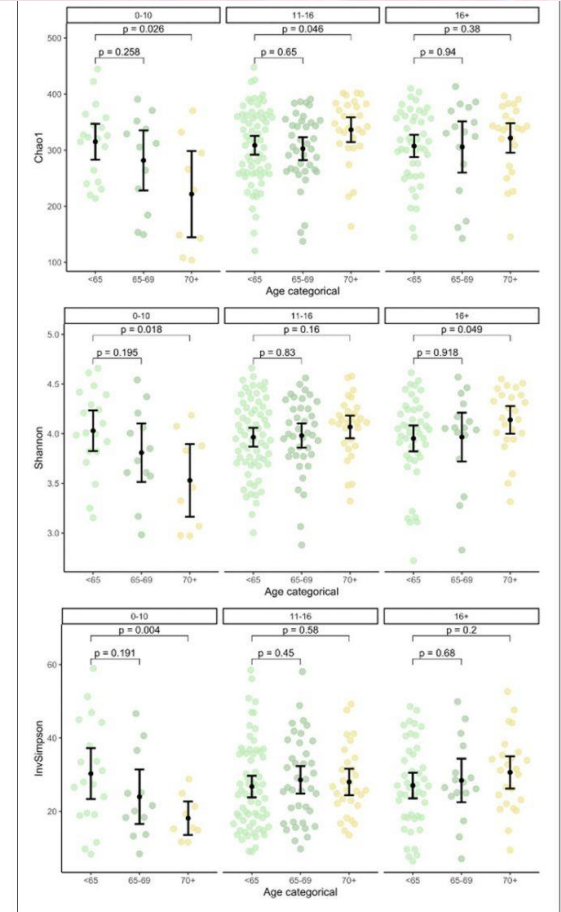 0-10 11-16 16+
p = 0.026 p = 0.046 p = 0.38
p = 0.258 p = 0.65 p = 0.94
500
400
300
200
100
Chao1
<65 65-69 70+ <65 65-69 70+ <65 65-69 70+
Age categorical
0-10 11-16 16+
p = 0.018 p = 0.16 p = 0.049
p = 0.195 p = 0.83 p = 0.918
5.0
4.5
4.0
3.5
3.0
Shannon
<65 65-69 70+ <65 65-69 70+ <65 65-69 70+
Age categorical
0-10 11-16 16+
p = 0.004 p = 0.58 p = 0.2
p = 0.191 p = 0.45 p = 0.68
60
40
20
InvSimpson
<65 65-69 70+ <65 65-69 70+ <65 65-69 70+
Age categorical